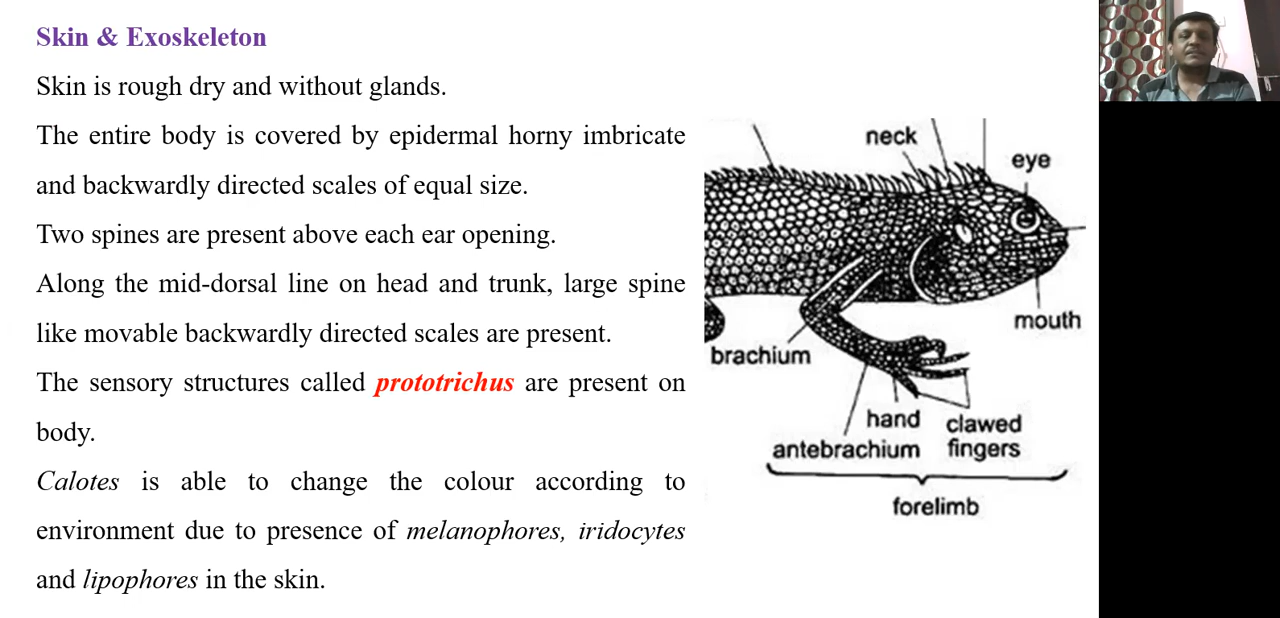 Skin & Exoskeleton
Skin is rough dry and without glands.
The entire body is covered by epidermal horny imbricate
and backwardly directed scales of equal size.
Two spines are present above each ear opening.
Along the mid-dorsal line on head and trunk, large spine
like movable backwardly directed scales are present.
The sensory structures called prototrichus are present on
body.
Calotes is able to change the colour according to
environment due to presence of melanophores, iridocytes
and lipophores in the skin.
neck
eye
mouth
brachium
hand
clawed
fingers
antebrachium
forelimb